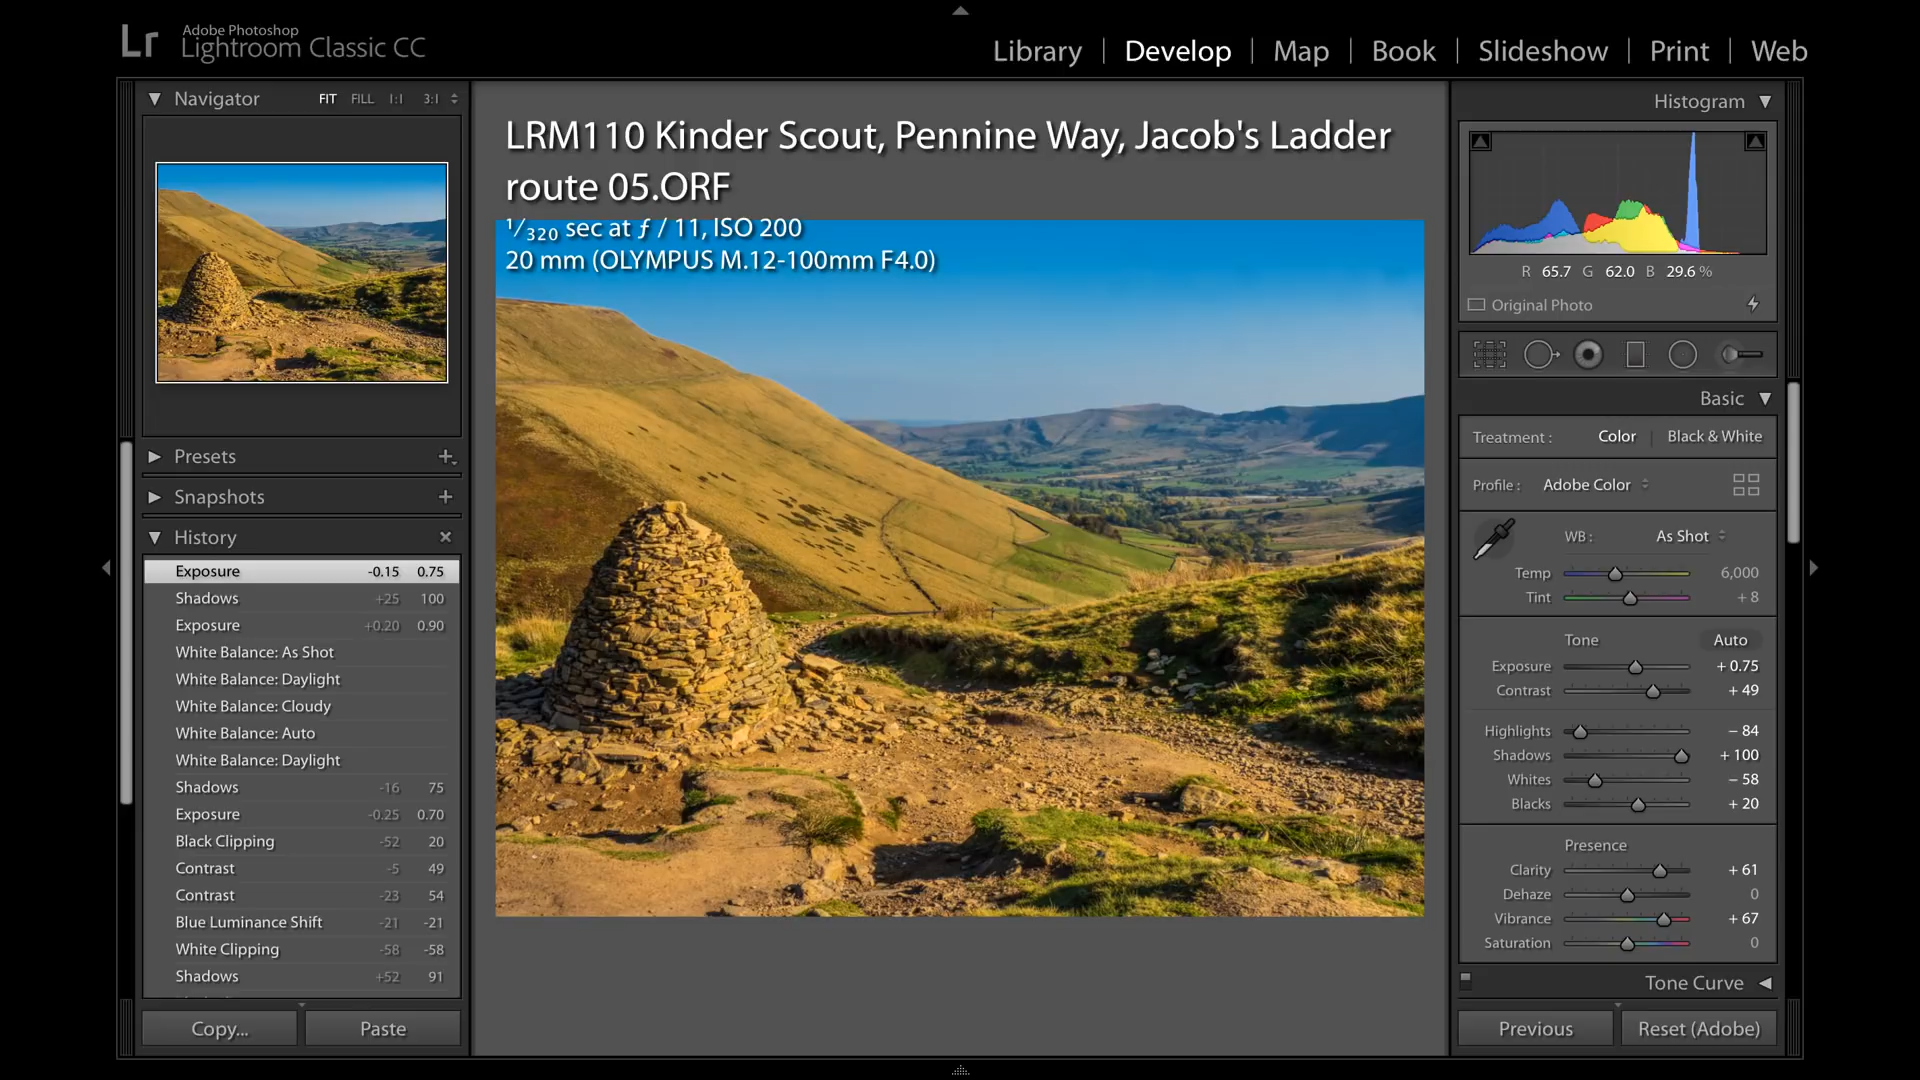 Lr Adobe Photoshop
Lightroom Classic CC
Library | Develop | Map | Book | Slideshow | Print | Web
Navigator FIT FILL 1:1 3:1
Presets
Snapshots
History
Exposure -0.15 0.75
Shadows +25 100
Exposure +0.20 0.90
White Balance: As Shot
White Balance: Daylight
White Balance: Cloudy
White Balance: Auto
White Balance: Daylight
Shadows -16 75
Exposure -0.25 0.70
Black Clipping -52 20
Contrast -5 49
Contrast -23 54
Blue Luminance Shift -21 -21
White Clipping -58 -58
Shadows +52 91
Copy... Paste
LRM110 Kinder Scout, Pennine Way, Jacob's Ladder
route 05.ORF
1/320 sec at ƒ / 11, ISO 200
20 mm (OLYMPUS M.12-100mm F4.0)
Histogram
R 65.7 G 62.0 B 29.6 %
Original Photo
Basic
Treatment : Color | Black & White
Profile : Adobe Color
WB : As Shot
Temp 6,000
Tint + 8
Tone Auto
Exposure + 0.75
Contrast + 49
Highlights − 84
Shadows + 100
Whites − 58
Blacks + 20
Presence
Clarity + 61
Dehaze 0
Vibrance + 67
Saturation 0
Tone Curve
Previous Reset (Adobe)